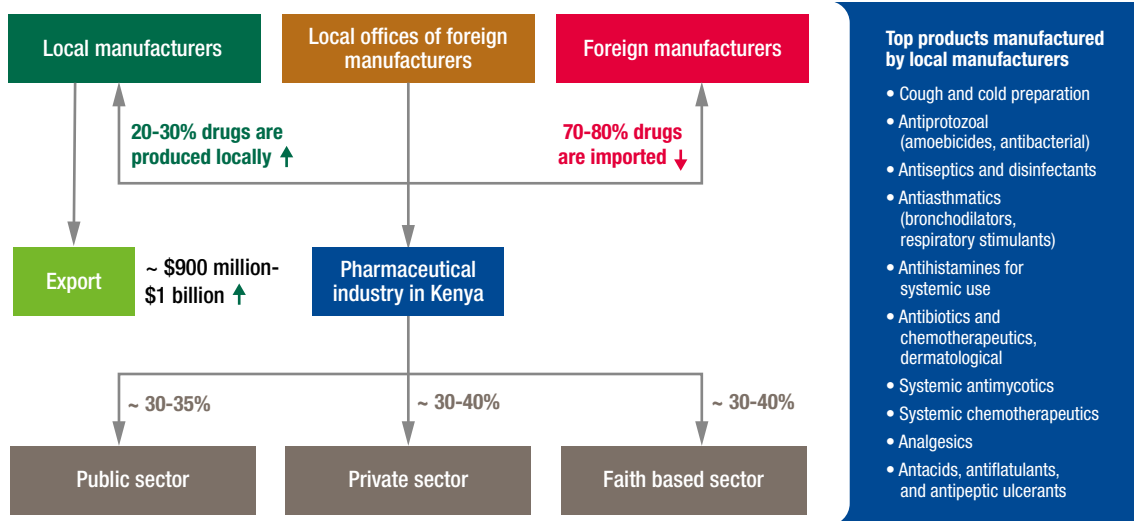 Local manufacturers
Local offices of foreign
manufacturers
Foreign manufacturers
20-30% drugs are
produced locally
70-80% drugs
are imported
Export
~ $900 million-
$1 billion
Pharmaceutical
industry in Kenya
~ 30-35%
~ 30-40%
~ 30-40%
Public sector
Private sector
Faith based sector
Top products manufactured
by local manufacturers
• Cough and cold preparation
• Antiprotozoal
(amoebicides, antibacterial)
• Antiseptics and disinfectants
• Antiasthmatics
(bronchodilators,
respiratory stimulants)
• Antihistamines for
systemic use
• Antibiotics and
chemotherapeutics,
dermatological
• Systemic antimycotics
• Systemic chemotherapeutics
• Analgesics
• Antacids, antiflatulants,
and antipeptic ulcerants